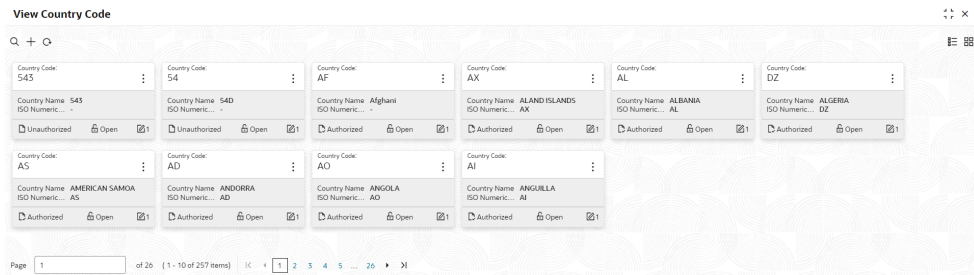 View Country Code
Country Code: Country Code: Country Code: Country Code: Country Code: Country Code:
543 54 AF AX AL DZ
Country Name 543 Country Name 54D Country Name Afghani Country Name ALAND ISLANDS Country Name ALBANIA Country Name ALGERIA
ISO Numeric... - ISO Numeric... - ISO Numeric... - ISO Numeric... AX ISO Numeric... AL ISO Numeric... DZ
Unauthorized Open 1 Unauthorized Open 1 Authorized Open 1 Authorized Open 1 Authorized Open 1 Authorized Open 1
Country Code: Country Code: Country Code: Country Code:
AS AD AO AI
Country Name AMERICAN SAMOA Country Name ANDORRA Country Name ANGOLA Country Name ANGUILLA
ISO Numeric... AS ISO Numeric... AD ISO Numeric... AO ISO Numeric... AI
Authorized Open 1 Authorized Open 1 Authorized Open 1 Authorized Open 1
Page 1 of 26 ( 1 - 10 of 257 items) 1 2 3 4 5 ... 26